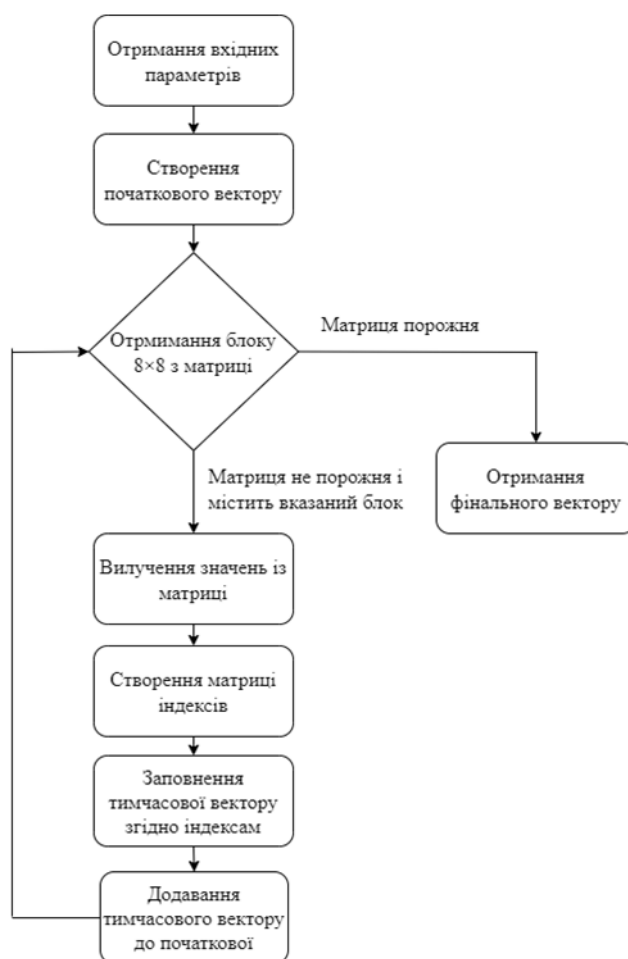 Отримання вхідних
параметрів
Створення
початкового вектору
Отрмимання блоку
8×8 з матриці
Матриця порожня
Матриця не порожня і
містить вказаний блок
Отримання
фінального вектору
Вилучення значень із
матриці
Створення матриці
індексів
Заповнення
тимчасової вектору
згідно індексам
Додавання
тимчасового вектору
до початкової